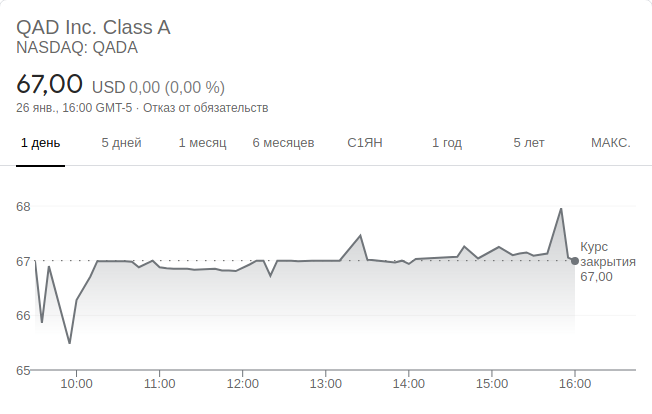 QAD Inc. Class A
NASDAQ: QADA
67,00 USD 0,00 (0,00 %)
26 янв., 16:00 GMT-5 · Отказ от обязательств
1 день 5 дней 1 месяц 6 месяцев С1ЯН 1 год 5 лет МАКС.
68
67
66
65
Курс
закрытия
67,00
10:00 11:00 12:00 13:00 14:00 15:00 16:00